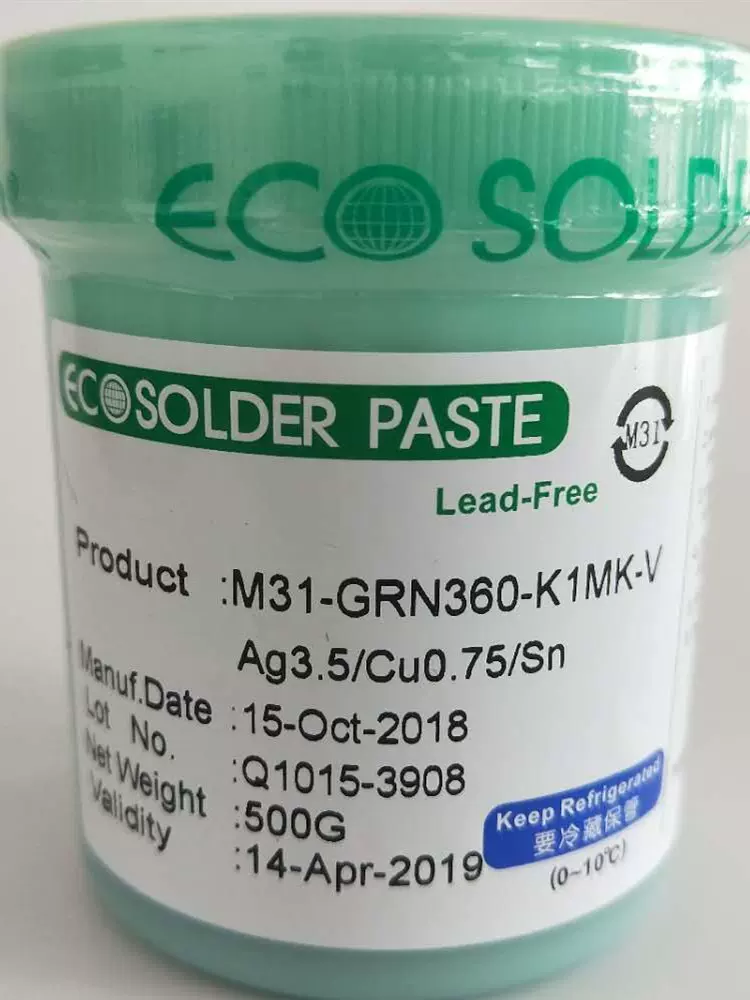 ECO SOLDE
ECO SOLDER PASTE
M31
Lead-Free
Product :M31-GRN360-K1MK-V
Ag3.5/Cu0.75/Sn
Manuf.Date :15-Oct-2018
Lot No. :Q1015-3908
Net Weight :500G
Validity :14-Apr-2019
Keep Refrigerated
要冷藏保管
(0~10℃)